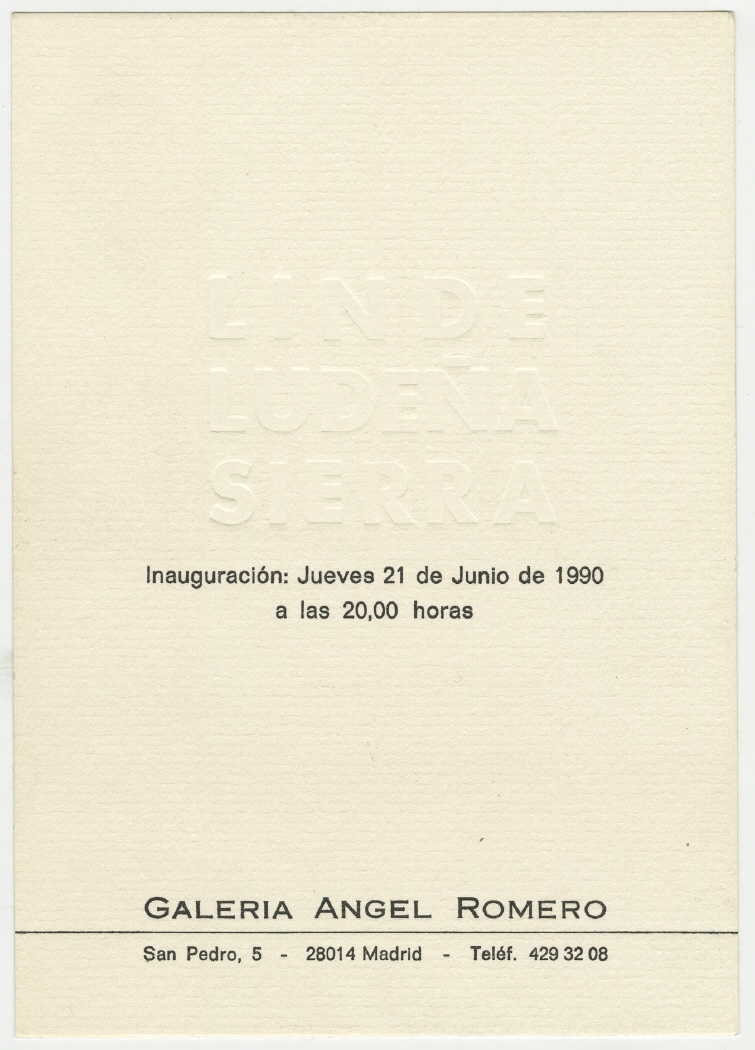 LINDE
LUDEÑA
SIERRA
Inauguración: Jueves 21 de Junio de 1990
a las 20,00 horas
GALERIA ANGEL ROMERO
San Pedro, 5 - 28014 Madrid - Teléf. 429 32 08